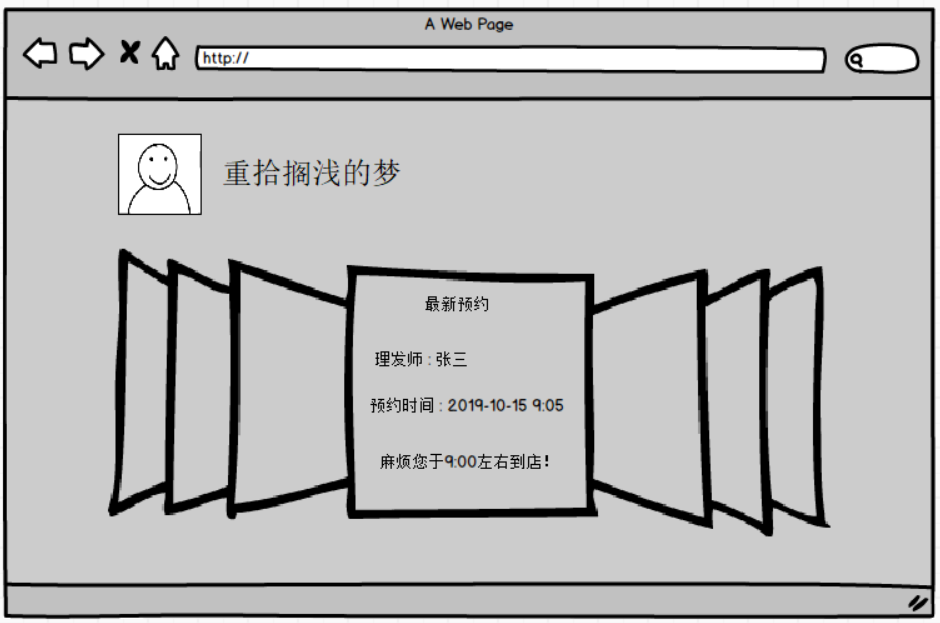 A Web Page
http://
重拾搁浅的梦
最新预约
理发师 : 张三
预约时间 : 2019-10-15 9:05
麻烦您于9:00左右到店!